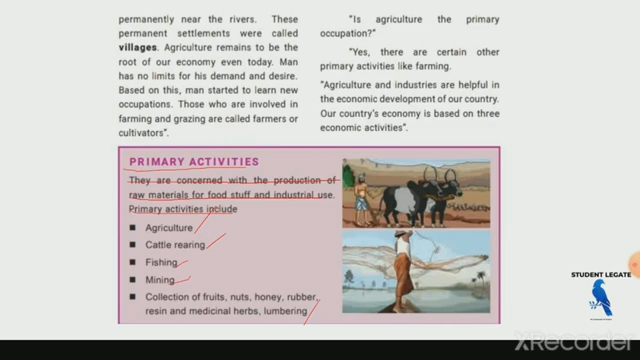 permanently near the rivers. These
permanent settlements were called
villages. Agriculture remains to be the
root of our economy even today. Man
has no limits for his demand and desire.
Based on this, man started to learn new
occupations. Those who are involved in
farming and grazing are called farmers or
cultivators”.
“Is agriculture the primary
occupation?”
“Yes, there are certain other
primary activities like farming.
“Agriculture and industries are helpful in
the economic development of our country.
Our country’s economy is based on three
economic activities”.
PRIMARY ACTIVITIES
They are concerned with the production of
raw materials for food stuff and industrial use.
Primary activities include
■ Agriculture
■ Cattle rearing
■ Fishing
■ Mining
■ Collection of fruits, nuts, honey, rubber,
resin and medicinal herbs, lumbering
STUDENT LEGATE
XRecorder